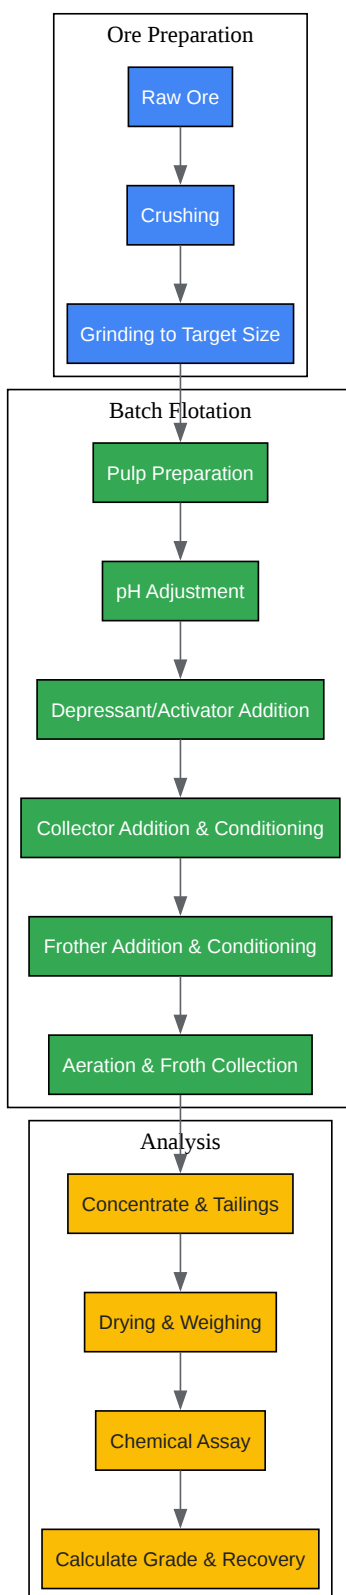 Ore Preparation
Raw Ore
Crushing
Grinding to Target Size
Batch Flotation
Pulp Preparation
pH Adjustment
Depressant/Activator Addition
Collector Addition & Conditioning
Frother Addition & Conditioning
Aeration & Froth Collection
Analysis
Concentrate & Tailings
Drying & Weighing
Chemical Assay
Calculate Grade & Recovery